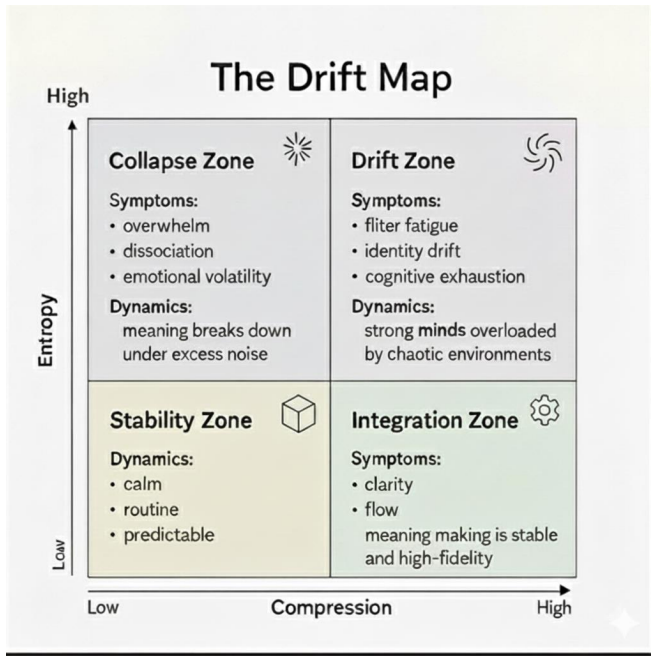 The Drift Map
High
Entropy
Collapse Zone
Symptoms:
• overwhelm
• dissociation
• emotional volatility
Dynamics:
meaning breaks down
under excess noise
Drift Zone
Symptoms:
• fliter fatigue
• identity drift
• cognitive exhaustion
Dynamics:
strong minds overloaded
by chaotic environments
Stability Zone
Dynamics:
• calm
• routine
• predictable
Integration Zone
Symptoms:
• clarity
• flow
meaning making is stable
and high-fidelity
Low
Low
Compression
High